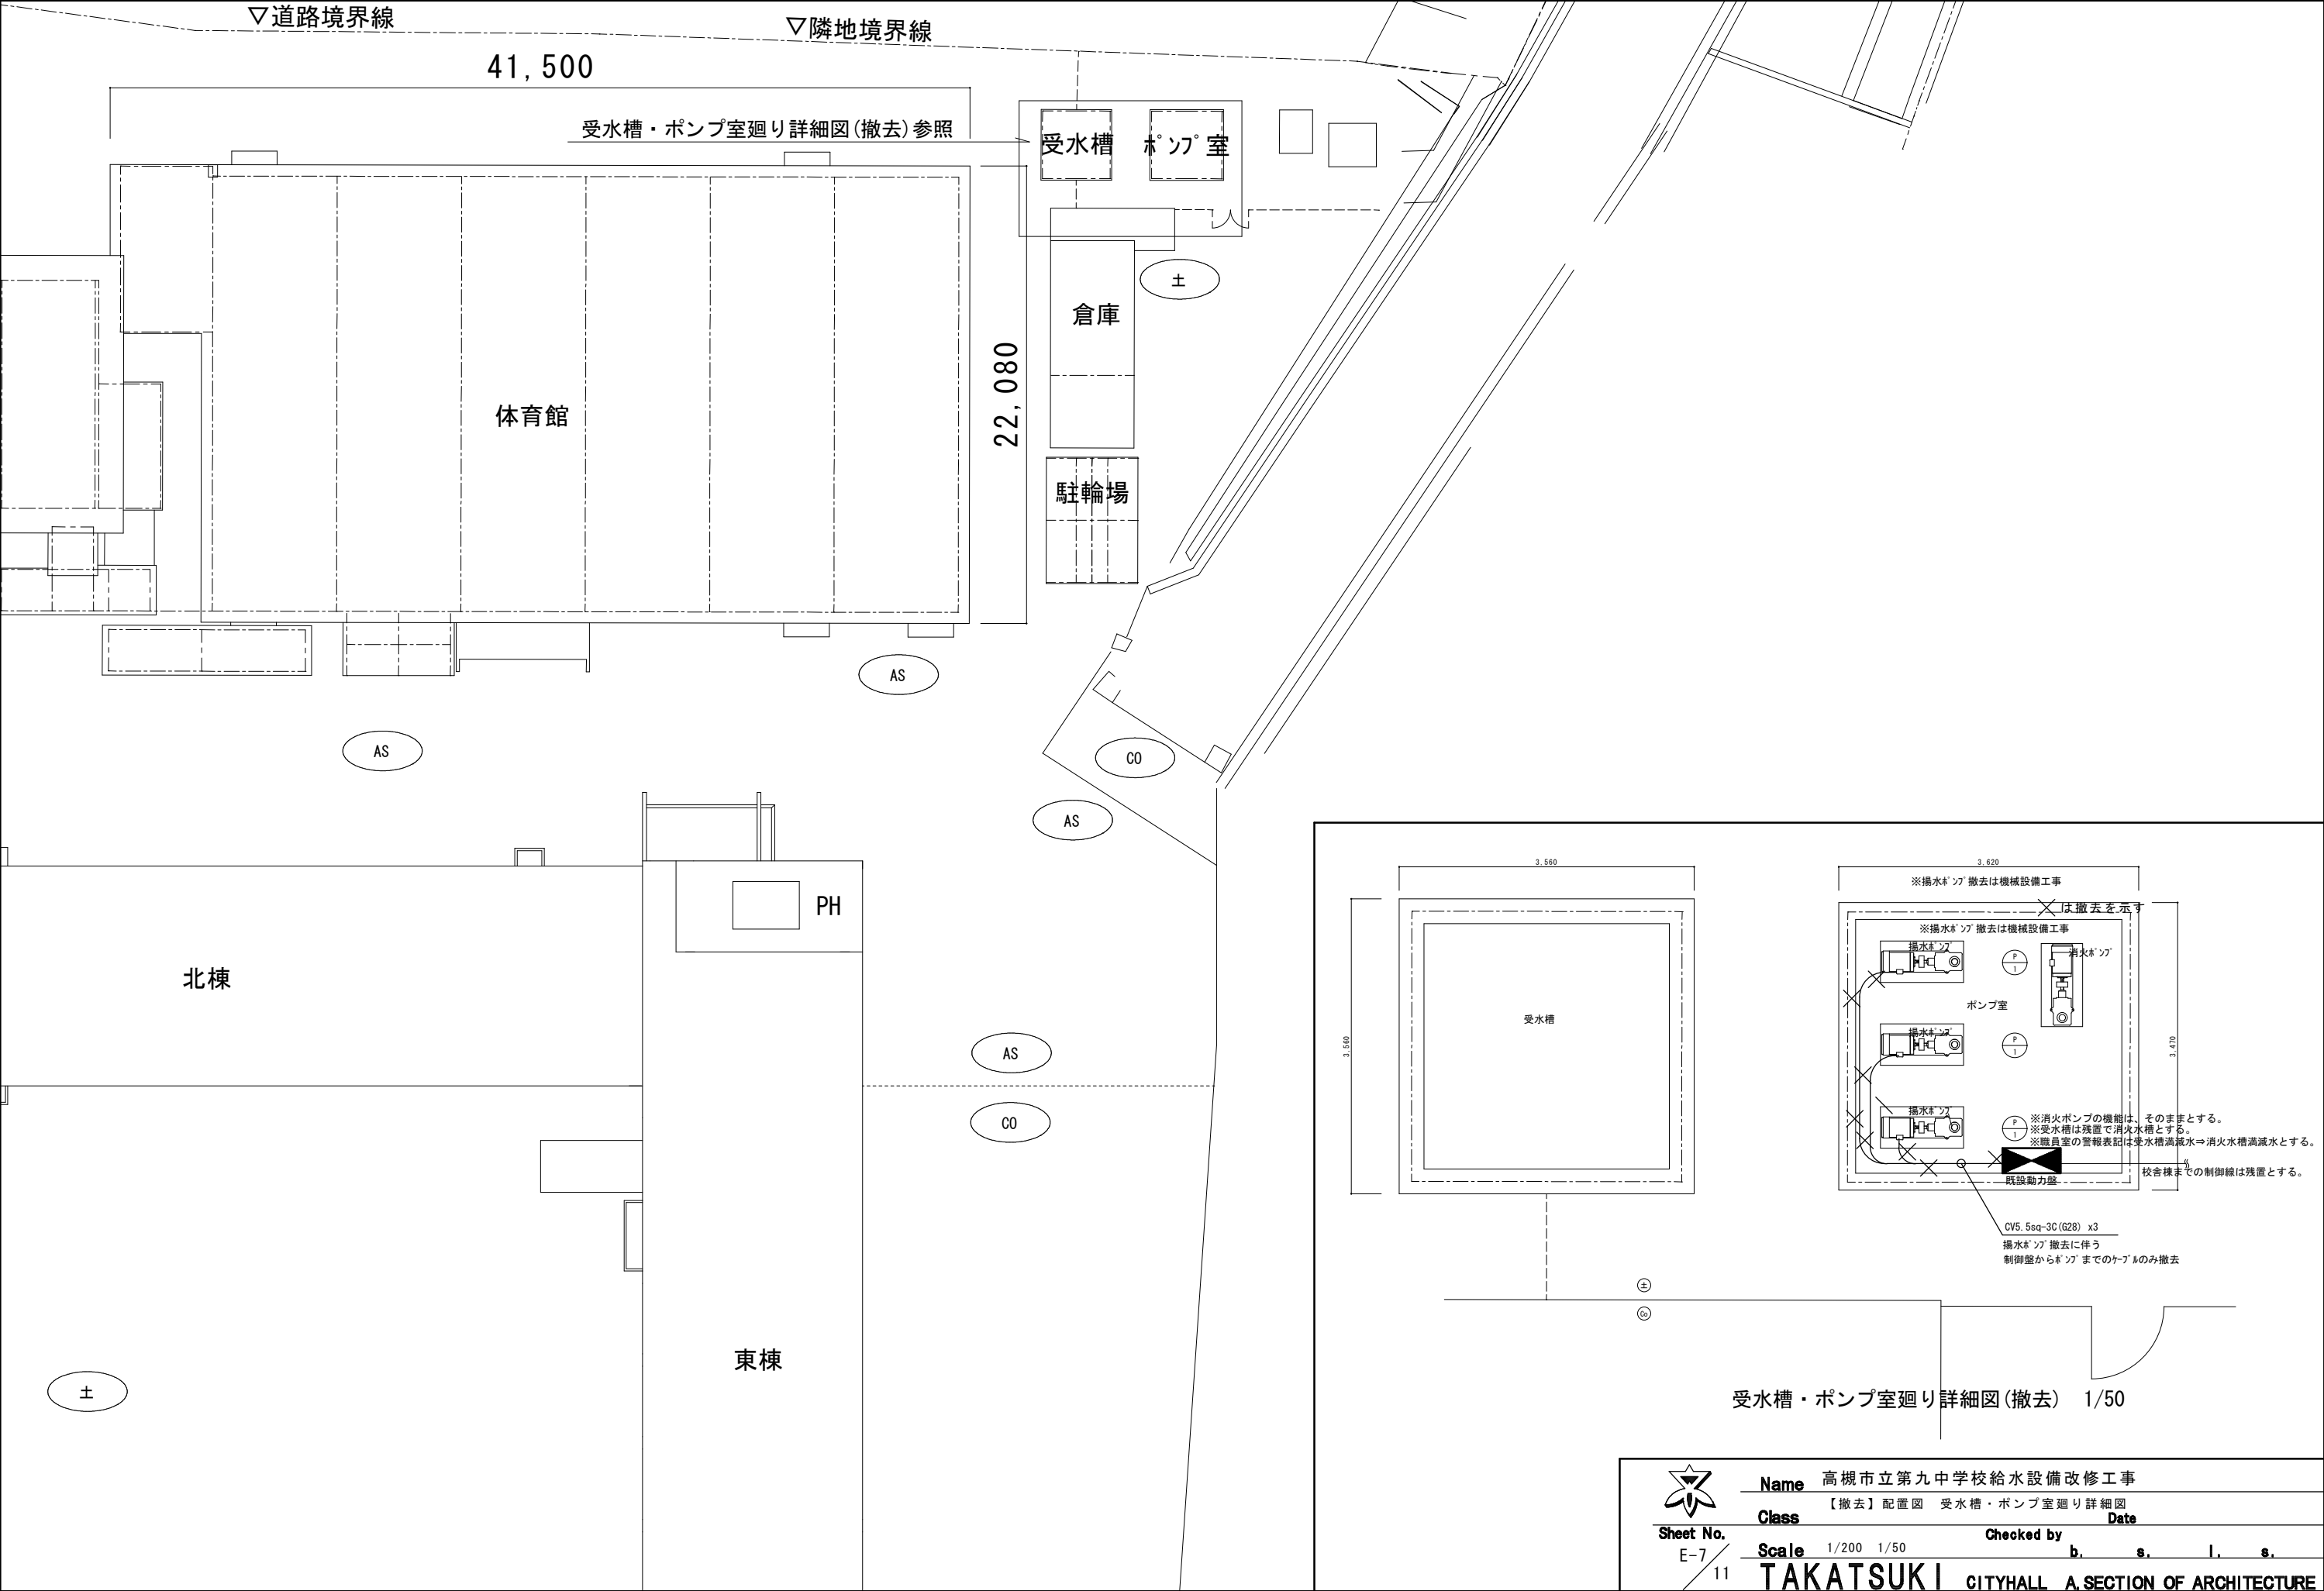 ▽道路境界線
▽隣地境界線
41,500
受水槽・ポンプ室廻り詳細図(撤去)参照
受水槽
ポンプ室
土
倉庫
22,080
体育館
駐輪場
AS
AS
CO
AS
PH
北棟
AS
CO
東棟
土
3,560
3,620
※揚水ポンプ撤去は機械設備工事
は撤去を示す
※揚水ポンプ撤去は機械設備工事
揚水ポンプ
消火ポンプ
P
1
ポンプ室
受水槽
3,560
揚水ポンプ
P
1
3,470
揚水ポンプ
P
1
※消火ポンプの機能は、そのままとする。
※受水槽は残置で消火水槽とする。
※職員室の警報表記は受水槽満減水⇒消火水槽満減水とする。
校舎棟までの制御線は残置とする。
既設動力盤
CV5.5sq-3C(G28) x3
揚水ポンプ撤去に伴う
制御盤からポンプまでのケーブルのみ撤去
土
Co
受水槽・ポンプ室廻り詳細図(撤去) 1/50
Name 高槻市立第九中学校給水設備改修工事
【撤去】配置図 受水槽・ポンプ室廻り詳細図
Class Date
Sheet No. Checked by
E-7/11
Scale 1/200 1/50 b. s. l. s.
TAKATSUKI CITYHALL A.SECTION OF ARCHITECTURE